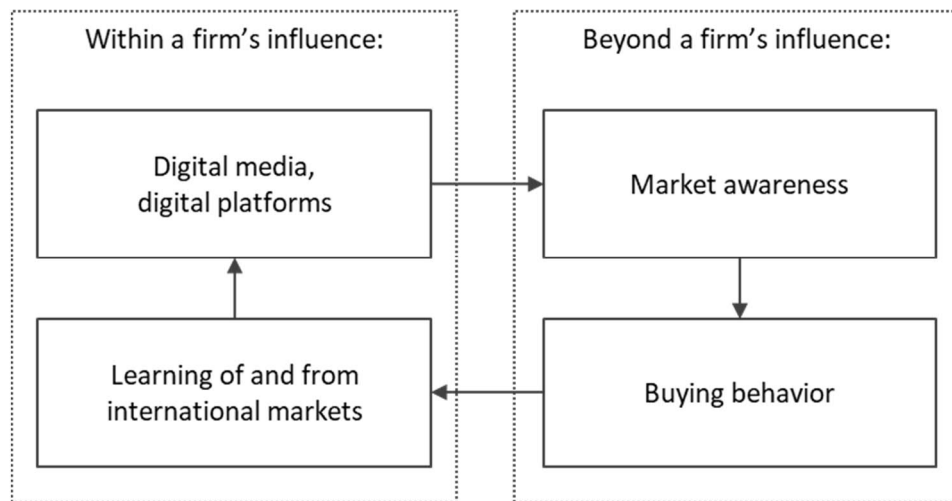 Within a firm’s influence:
Beyond a firm’s influence:
Digital media,
digital platforms
Market awareness
Learning of and from
international markets
Buying behavior